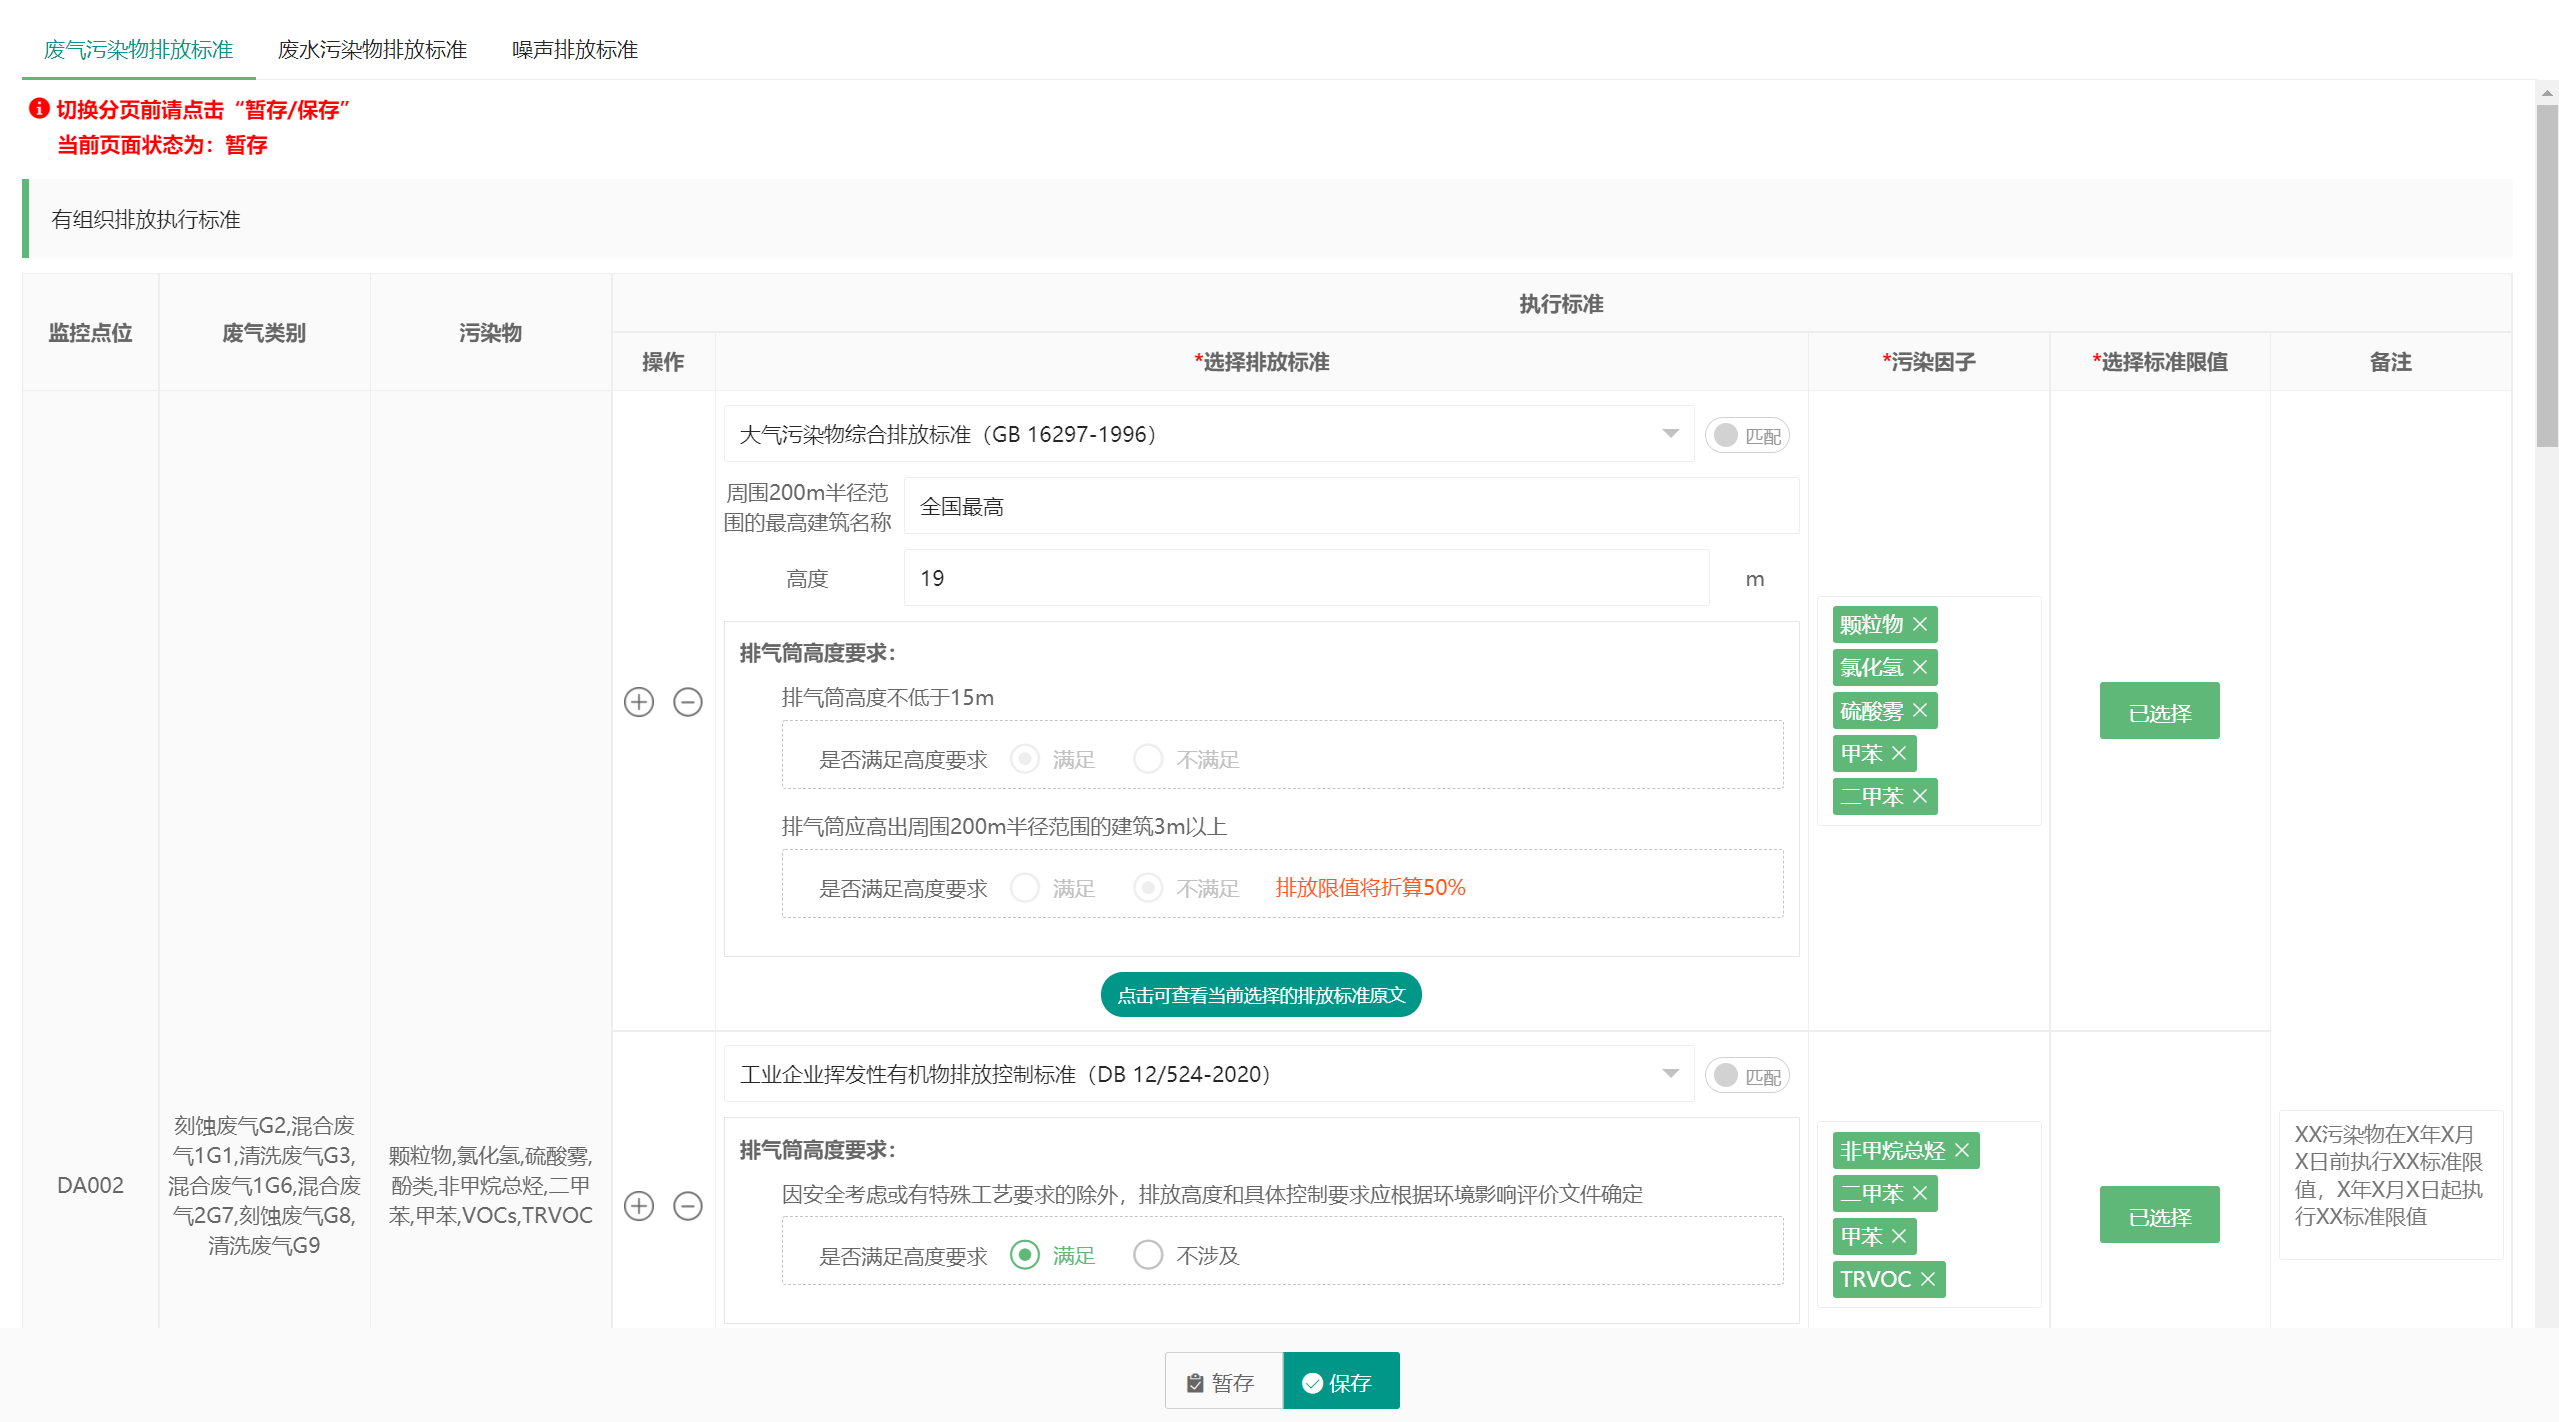 废气污染物排放标准 废水污染物排放标准 噪声排放标准
切换分页前请点击“暂存/保存”
当前页面状态为：暂存
有组织排放执行标准
监控点位 废气类别 污染物 执行标准
操作 *选择排放标准 *污染因子 *选择标准限值 备注
大气污染物综合排放标准（GB 16297-1996） 匹配
周围200m半径范
围的最高建筑名称
全国最高
高度 19 m
排气筒高度要求：
排气筒高度不低于15m
是否满足高度要求 满足 不满足
排气筒应高出周围200m半径范围的建筑3m以上
是否满足高度要求 满足 不满足 排放限值将折算50%
点击可查看当前选择的排放标准原文
颗粒物
氯化氢
硫酸雾
甲苯
二甲苯
已选择
工业企业挥发性有机物排放控制标准（DB 12/524-2020） 匹配
排气筒高度要求：
因安全考虑或有特殊工艺要求的除外，排放高度和具体控制要求应根据环境影响评价文件确定
是否满足高度要求 满足 不涉及
非甲烷总烃
二甲苯
甲苯
TRVOC
已选择
DA002
刻蚀废气G2,混合废
气1G1,清洗废气G3,
混合废气1G6,混合废
气2G7,刻蚀废气G8,
清洗废气G9
颗粒物,氯化氢,硫酸雾,
酚类,非甲烷总烃,二甲
苯,甲苯,VOCs,TRVOC
XX污染物在X年X月
X日前执行XX标准限
值，X年X月X日起执
行XX标准限值
暂存 保存